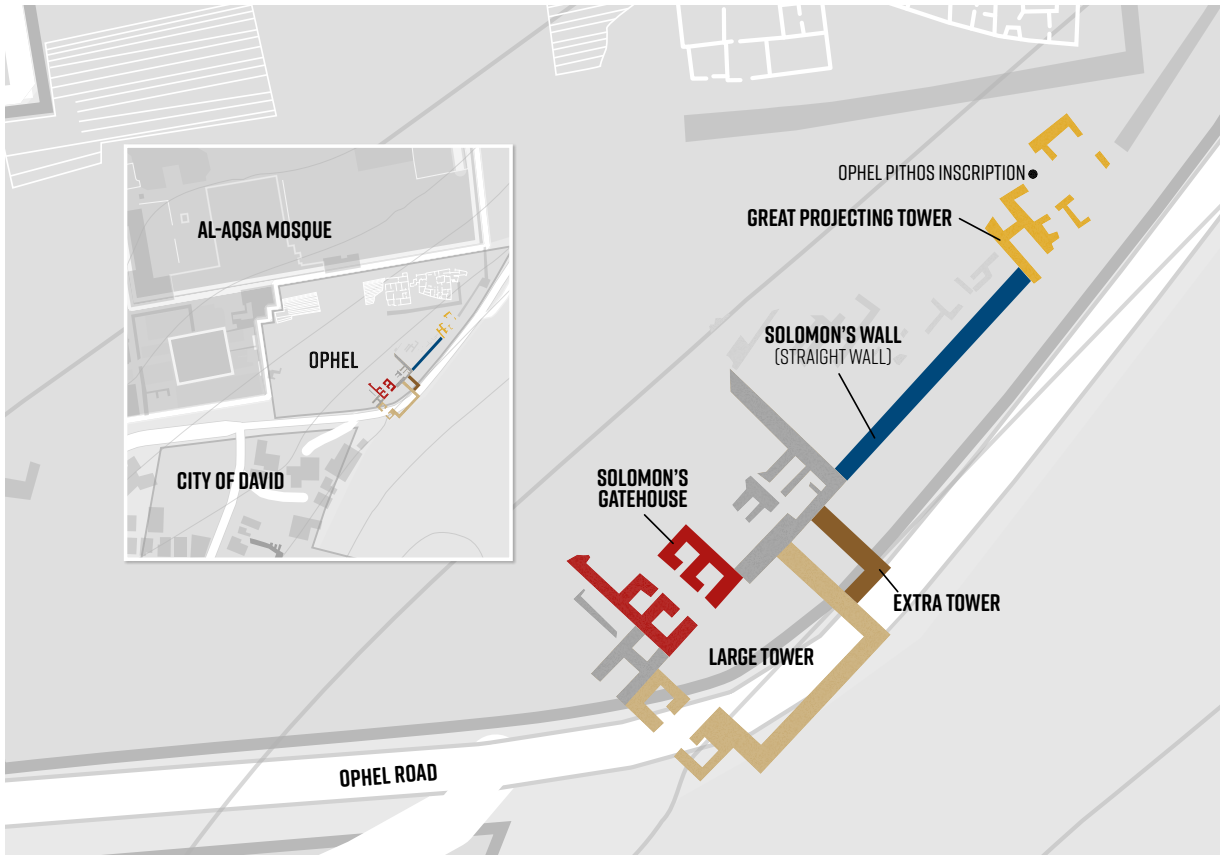 AL-AQSA MOSQUE
OPHEL
CITY OF DAVID
OPHEL PITHOS INSCRIPTION
GREAT PROJECTING TOWER
SOLOMON'S WALL
(STRAIGHT WALL)
SOLOMON'S
GATEHOUSE
EXTRA TOWER
LARGE TOWER
OPHEL ROAD